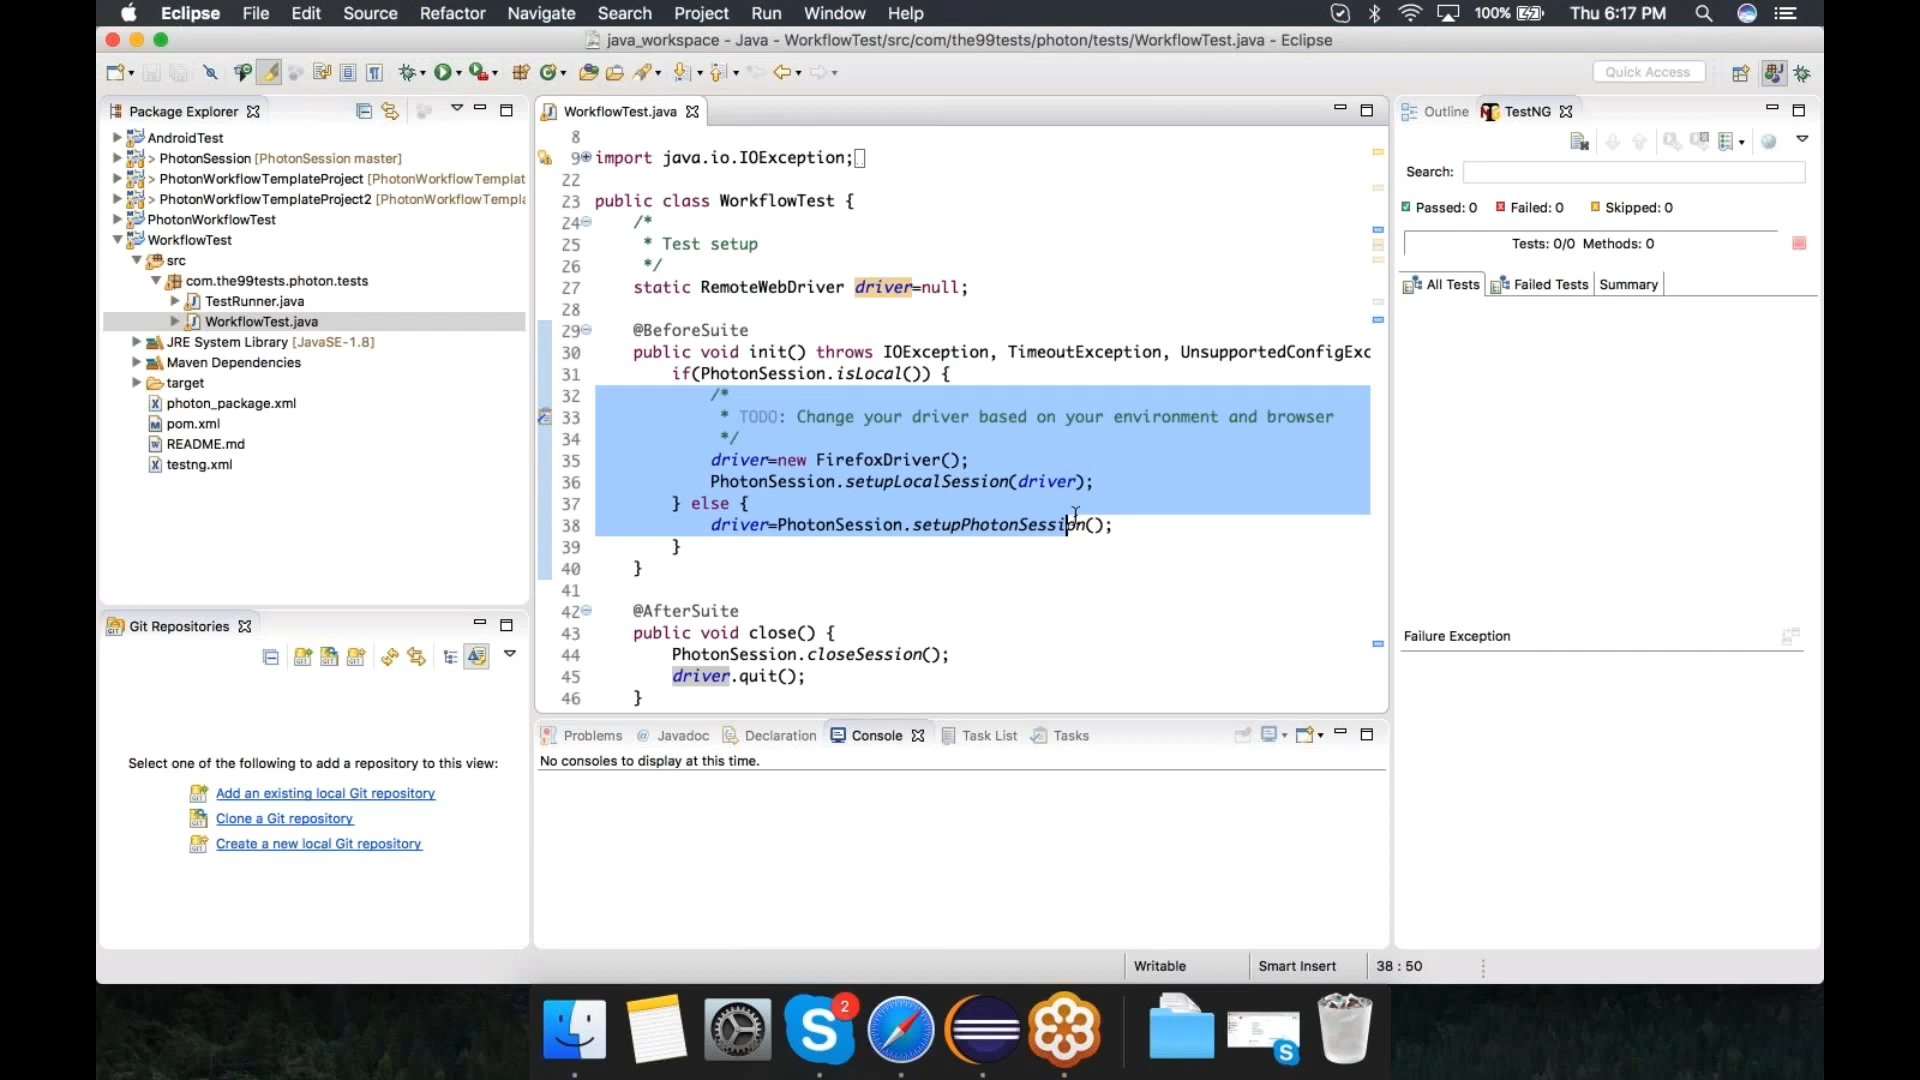 Eclipse File Edit Source Refactor Navigate Search Project Run Window Help 100% Thu 6:17 PM
java_workspace - Java - WorkflowTest/src/com/the99tests/photon/tests/WorkflowTest.java - Eclipse
Quick Access
Package Explorer
AndroidTest
> PhotonSession [PhotonSession master]
> PhotonWorkflowTemplateProject [PhotonWorkflowTemplat
> PhotonWorkflowTemplateProject2 [PhotonWorkflowTempla
PhotonWorkflowTest
WorkflowTest
src
com.the99tests.photon.tests
TestRunner.java
WorkflowTest.java
JRE System Library [JavaSE-1.8]
Maven Dependencies
target
photon_package.xml
pom.xml
README.md
testng.xml
Git Repositories
Select one of the following to add a repository to this view:
Add an existing local Git repository
Clone a Git repository
Create a new local Git repository
WorkflowTest.java
8
9 import java.io.IOException;
22
23 public class WorkflowTest {
24 /*
25 * Test setup
26 */
27 static RemoteWebDriver driver=null;
28
29 @BeforeSuite
30 public void init() throws IOException, TimeoutException, UnsupportedConfigExc
31 if(PhotonSession.isLocal()) {
32 /*
33 * TODO: Change your driver based on your environment and browser
34 */
35 driver=new FirefoxDriver();
36 PhotonSession.setupLocalSession(driver);
37 } else {
38 driver=PhotonSession.setupPhotonSession();
39 }
40 }
41
42 @AfterSuite
43 public void close() {
44 PhotonSession.closeSession();
45 driver.quit();
46 }
Problems @ Javadoc Declaration Console Task List Tasks
No consoles to display at this time.
Outline TestNG
Search:
Passed: 0 Failed: 0 Skipped: 0
Tests: 0/0 Methods: 0
All Tests Failed Tests Summary
Failure Exception
Writable Smart Insert 38 : 50
S 2
S